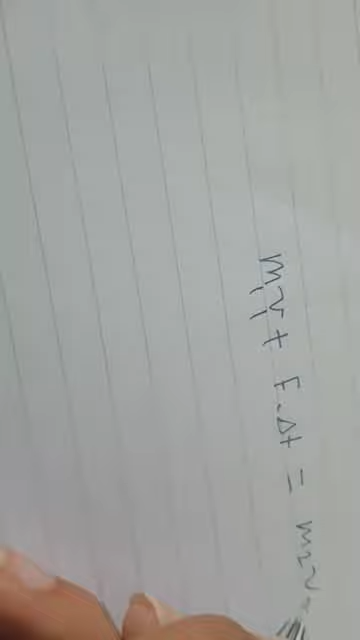 m₁v₁ + F.Δt = m₂v₂